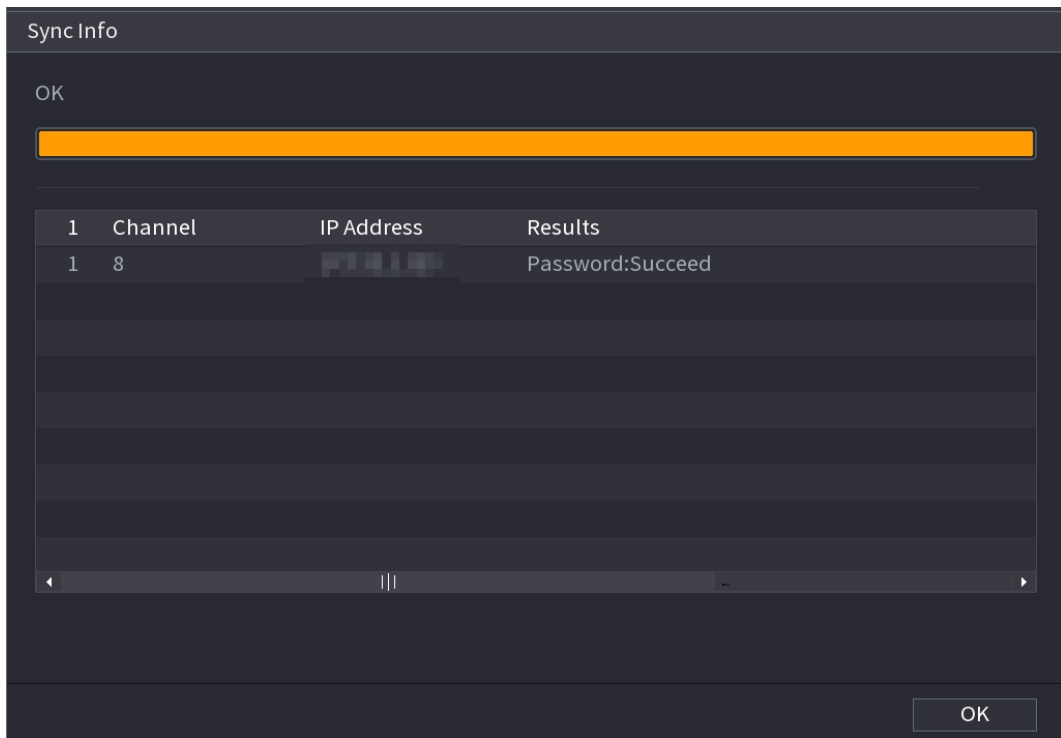 Sync Info
OK
1 Channel IP Address Results
1 8 Password:Succeed
OK